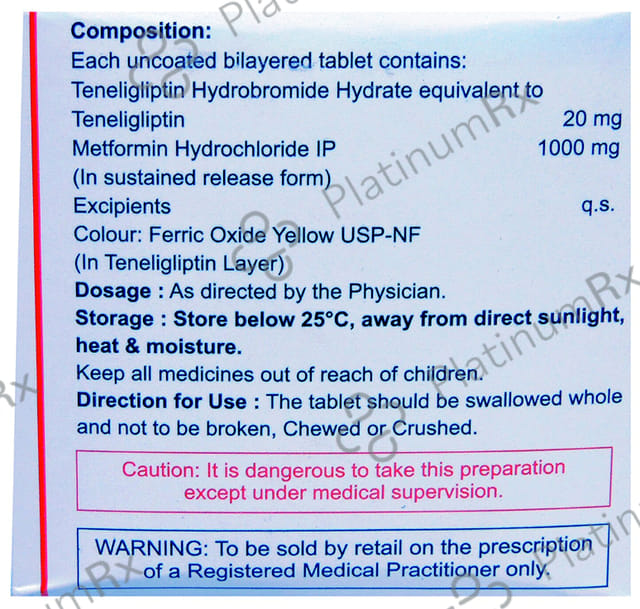 Composition:
Each uncoated bilayered tablet contains:
Teneligliptin Hydrobromide Hydrate equivalent to
Teneligliptin 20 mg
Metformin Hydrochloride IP 1000 mg
(In sustained release form)
Excipients q.s.
Colour: Ferric Oxide Yellow USP-NF
(In Teneligliptin Layer)
Dosage : As directed by the Physician.
Storage : Store below 25°C, away from direct sunlight,
heat & moisture.
Keep all medicines out of reach of children.
Direction for Use : The tablet should be swallowed whole
and not to be broken, Chewed or Crushed.
Caution: It is dangerous to take this preparation
except under medical supervision.
WARNING: To be sold by retail on the prescription
of a Registered Medical Practitioner only.
PlatinumRx
PlatinumRx
PlatinumRx